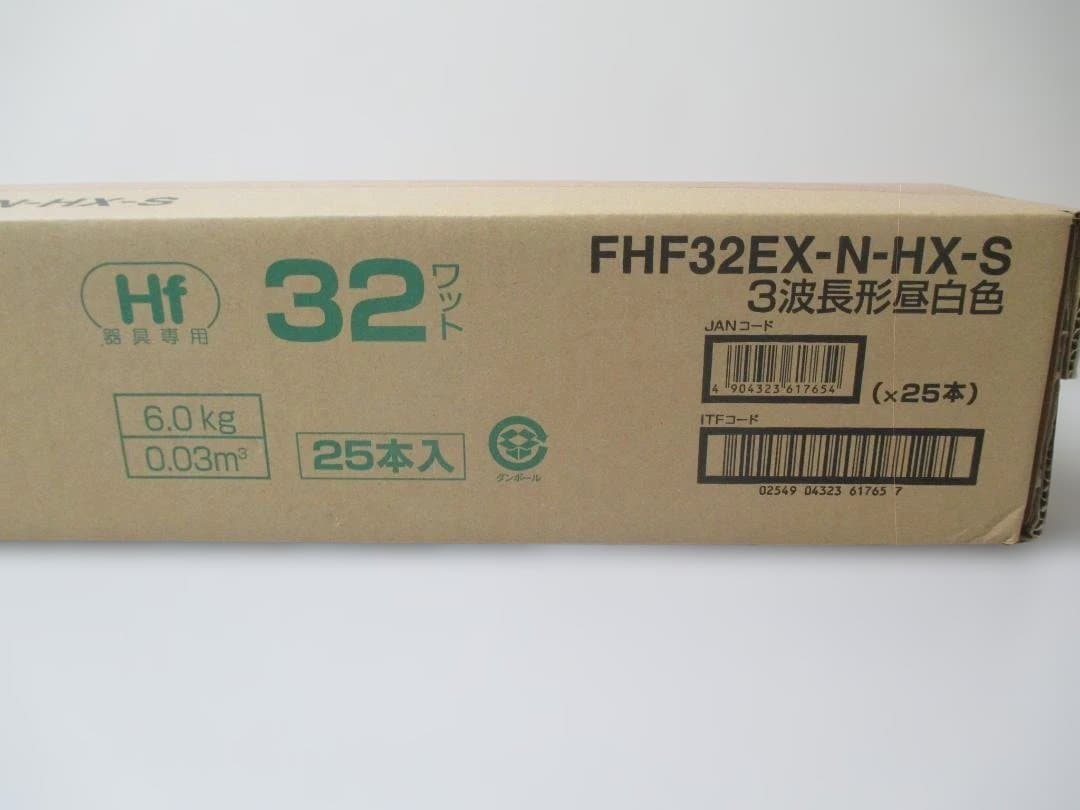 S-XH-N
Hf
器具専用
32ワット
6.0kg
0.03m³
25本入
ダンボール
FHF32EX-N-HX-S
3波長形昼白色
JANコード
4 904323 617654
(×25本)
ITFコード
02549 04323 61765 7